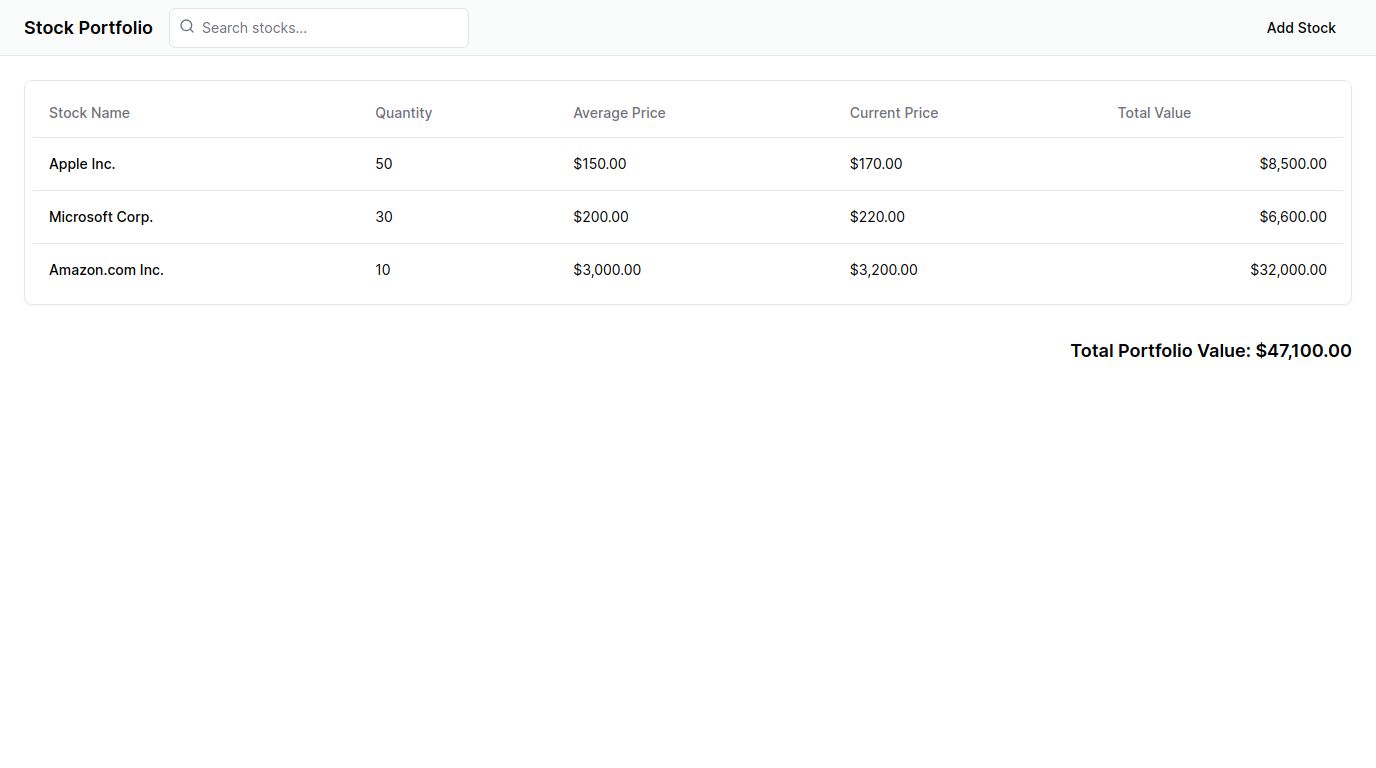 Stock Portfolio Search stocks... Add Stock
Stock Name Quantity Average Price Current Price Total Value
Apple Inc. 50 $150.00 $170.00 $8,500.00
Microsoft Corp. 30 $200.00 $220.00 $6,600.00
Amazon.com Inc. 10 $3,000.00 $3,200.00 $32,000.00
Total Portfolio Value: $47,100.00